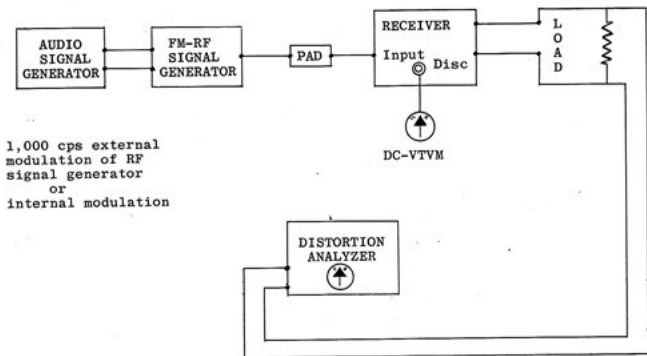 AUDIO
SIGNAL
GENERATOR
FM-RF
SIGNAL
GENERATOR
PAD
RECEIVER
Input
Disc
L
O
A
D
DC-VTVM
1,000 cps external
modulation of RF
signal generator
or
internal modulation
DISTORTION
ANALYZER